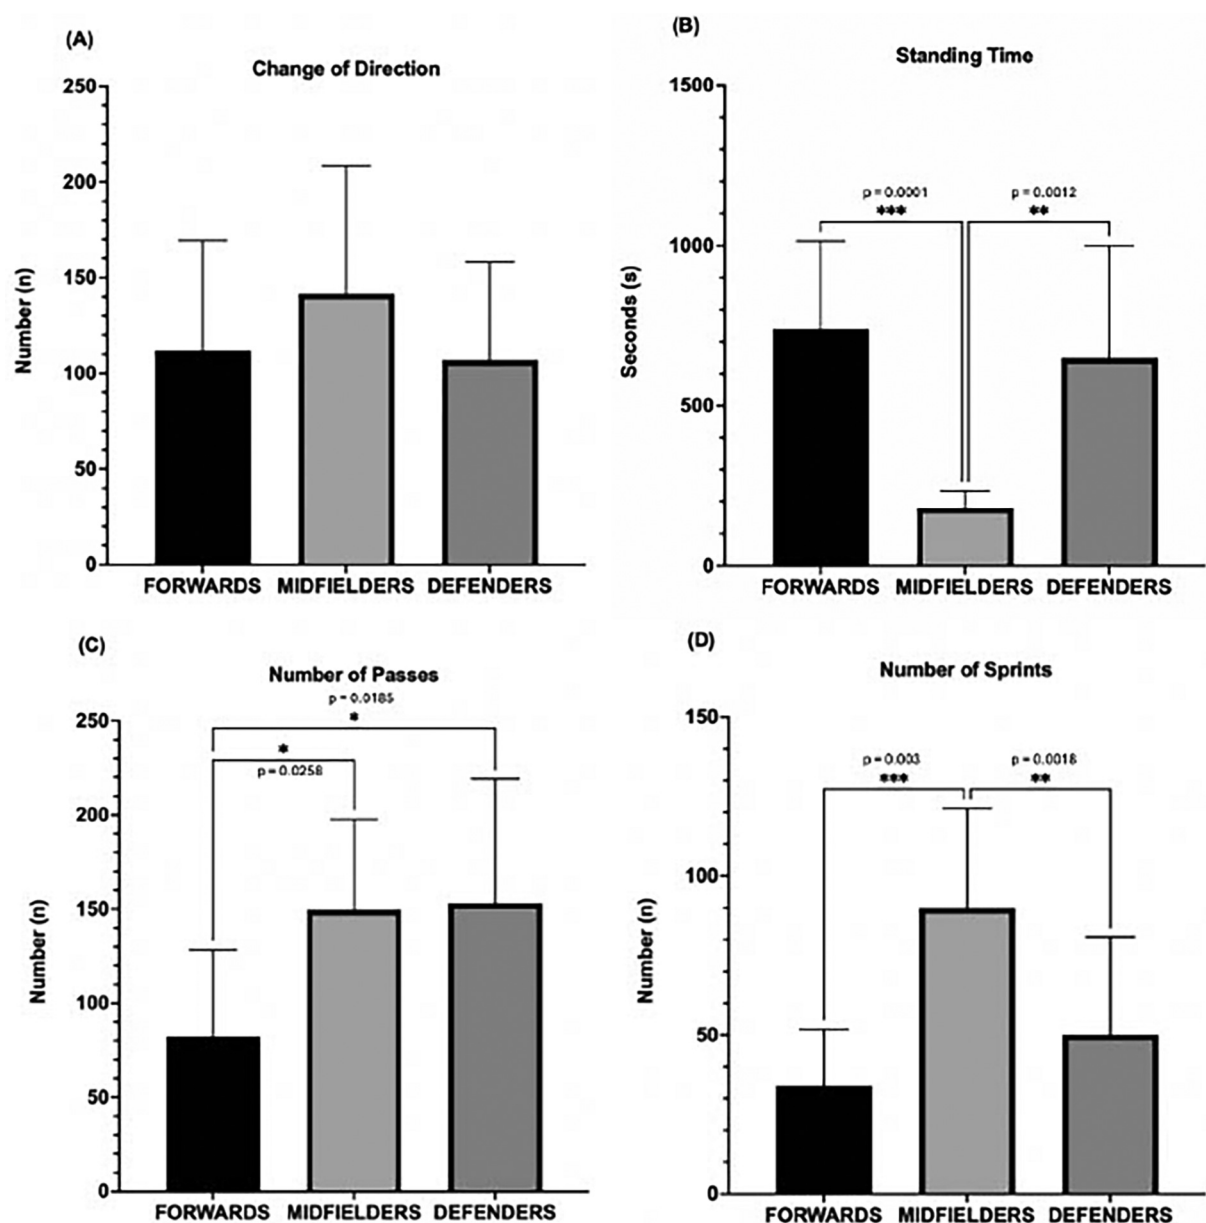 (A)
Change of Direction
Number (n)
250
200
150
100
50
0
FORWARDS MIDFIELDERS DEFENDERS
(B)
Standing Time
Seconds (s)
1500
1000
500
0
p = 0.0001
***
p = 0.0012
**
FORWARDS MIDFIELDERS DEFENDERS
(C)
Number of Passes
p = 0.0185
*
*
p = 0.0258
Number (n)
250
200
150
100
50
0
FORWARDS MIDFIELDERS DEFENDERS
(D)
Number of Sprints
Number (n)
150
100
50
0
p = 0.003
***
p = 0.0018
**
FORWARDS MIDFIELDERS DEFENDERS